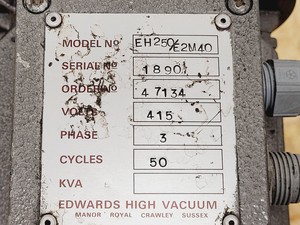 MODEL Nº EH250/E2M40
SERIAL Nº 1890
ORDER Nº 47134
VOLTS 415
PHASE 3
CYCLES 50
KVA
EDWARDS HIGH VACUUM
MANOR ROYAL CRAWLEY SUSSEX